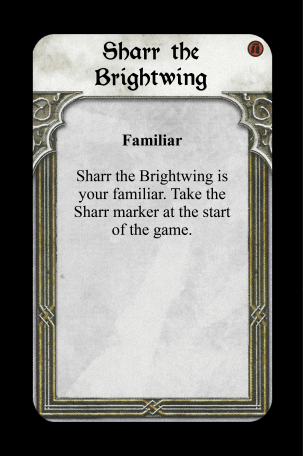 Sharr the
Brightwing
Familiar
Sharr the Brightwing is
your familiar. Take the
Sharr marker at the start
of the game.